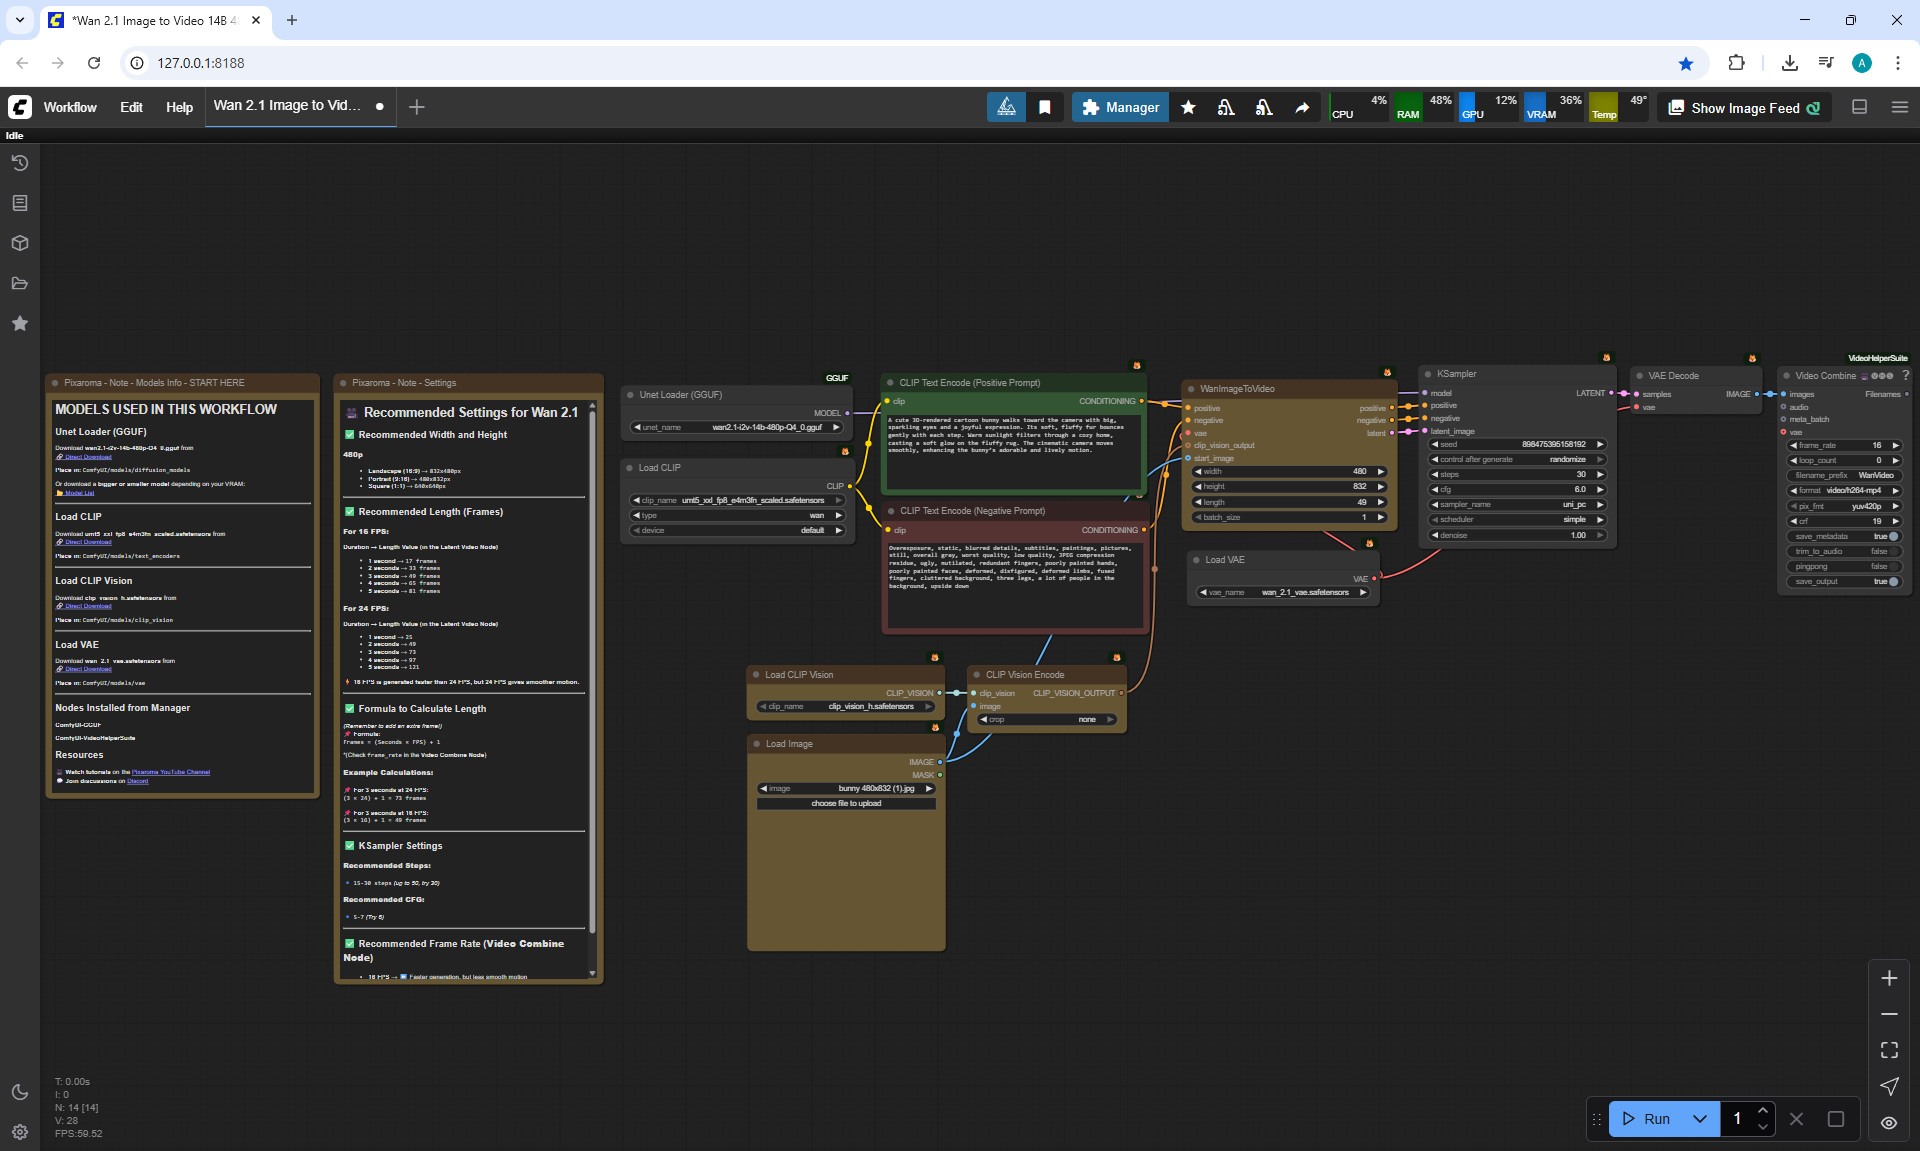 *Wan 2.1 Image to Video 14B 4
127.0.0.1:8188
Workflow
Edit
Help
Wan 2.1 Image to Vid...
Manager
CPU
4%
RAM
48%
GPU
12%
VRAM
36%
Temp
49°
Show Image Feed
A
Idle
Pixaroma - Note - Models Info - START HERE
MODELS USED IN THIS WORKFLOW
Unet Loader (GGUF)
Download wan2.1-i2v-14b-480p-Q4_0.gguf from
Direct Download
Place in: ComfyUI/models/diffusion_models
Or download a bigger or smaller model depending on your VRAM:
Model List
Load CLIP
Download umt5_xxl_fp8_e4m3fn_scaled.safetensors from
Direct Download
Place in: ComfyUI/models/text_encoders
Load CLIP Vision
Download clip_vision_h.safetensors from
Direct Download
Place in: ComfyUI/models/clip_vision
Load VAE
Download wan_2.1_vae.safetensors from
Direct Download
Place in: ComfyUI/models/vae
Nodes Installed from Manager
ComfyUI-GGUF
ComfyUI-VideoHelperSuite
Resources
Watch tutorials on the Pixaroma YouTube Channel
Join discussions on Discord
Pixaroma - Note - Settings
Recommended Settings for Wan 2.1
Recommended Width and Height
480p
Landscape (16:9) → 832x480px
Portrait (9:16) → 480x832px
Square (1:1) → 640x640px
Recommended Length (Frames)
For 16 FPS:
Duration → Length Value (in the Latent Video Node)
1 second → 17 frames
2 seconds → 33 frames
3 seconds → 49 frames
4 seconds → 65 frames
5 seconds → 81 frames
For 24 FPS:
Duration → Length Value (in the Latent Video Node)
1 second → 25
2 seconds → 49
3 seconds → 73
4 seconds → 97
5 seconds → 121
16 FPS is generated faster than 24 FPS, but 24 FPS gives smoother motion.
Formula to Calculate Length
(Remember to add an extra frame!)
Formula:
Frames = (Seconds × FPS) + 1
*(Check frame_rate in the Video Combine Node)
Example Calculations:
For 3 seconds at 24 FPS:
(3 × 24) + 1 = 73 frames
For 3 seconds at 16 FPS:
(3 × 16) + 1 = 49 frames
KSampler Settings
Recommended Steps:
15-30 steps (up to 50, try 30)
Recommended CFG:
5-7 (Try 6)
Recommended Frame Rate (Video Combine
Node)
16 FPS → Faster generation, but less smooth motion
GGUF
Unet Loader (GGUF)
MODEL
unet_name
wan2.1-i2v-14b-480p-Q4_0.gguf
Load CLIP
CLIP
clip_name
umt5_xxl_fp8_e4m3fn_scaled.safetensors
type
wan
device
default
CLIP Text Encode (Positive Prompt)
clip
CONDITIONING
A cute 3D-rendered cartoon bunny walks toward the camera with big,
sparkling eyes and a joyful expression. Its soft, fluffy fur bounces
gently with each step. Warm sunlight filters through a cozy home,
casting a soft glow on the fluffy rug. The cinematic camera moves
smoothly, enhancing the bunny's adorable and lively motion.
CLIP Text Encode (Negative Prompt)
clip
CONDITIONING
Overexposure, static, blurred details, subtitles, paintings, pictures,
still, overall gray, worst quality, low quality, JPEG compression
residue, ugly, mutilated, redundant fingers, poorly painted hands,
poorly painted faces, deformed, disfigured, deformed limbs, fused
fingers, cluttered background, three legs, a lot of people in the
background, upside down
Load CLIP Vision
CLIP_VISION
clip_name
clip_vision_h.safetensors
CLIP Vision Encode
clip_vision
CLIP_VISION_OUTPUT
image
crop
none
Load Image
IMAGE
MASK
image
bunny 480x832 (1).jpg
choose file to upload
WanImageToVideo
positive
positive
negative
negative
vae
latent
clip_vision_output
start_image
width
480
height
832
length
49
batch_size
1
Load VAE
VAE
vae_name
wan_2.1_vae.safetensors
KSampler
model
LATENT
positive
negative
latent_image
seed
898475395158192
control after generate
randomize
steps
30
cfg
6.0
sampler_name
uni_pc
scheduler
simple
denoise
1.00
VAE Decode
samples
IMAGE
vae
VideoHelperSuite
Video Combine
?
images
Filenames
audio
meta_batch
vae
frame_rate
16
loop_count
0
filename_prefix
WanVideo
format
video/h264-mp4
pix_fmt
yuv420p
crf
19
save_metadata
true
trim_to_audio
false
pingpong
false
save_output
true
T: 0.00s
I: 0
N: 14 [14]
V: 28
FPS:59.52
Run
1